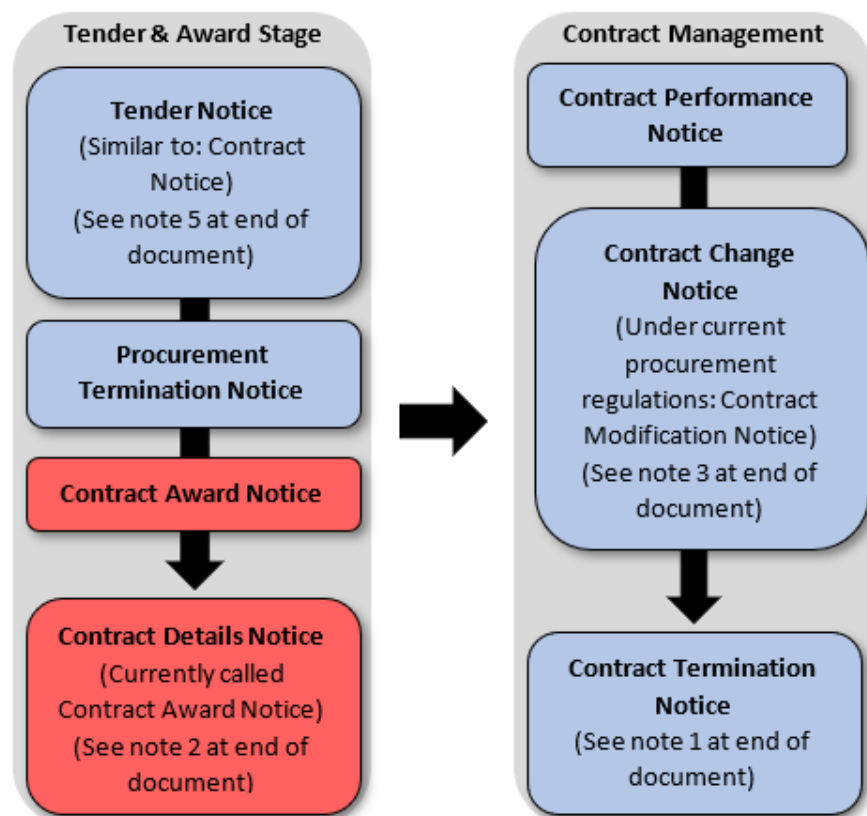 Tender & Award Stage
Tender Notice
(Similar to: Contract
Notice)
(See note 5 at end of
document)
Procurement
Termination Notice
Contract Award Notice
Contract Details Notice
(Currently called
Contract Award Notice)
(See note 2 at end of
document)
Contract Management
Contract Performance
Notice
Contract Change
Notice
(Under current
procurement
regulations: Contract
Modification Notice)
(See note 3 at end of
document)
Contract Termination
Notice
(See note 1 at end of
document)